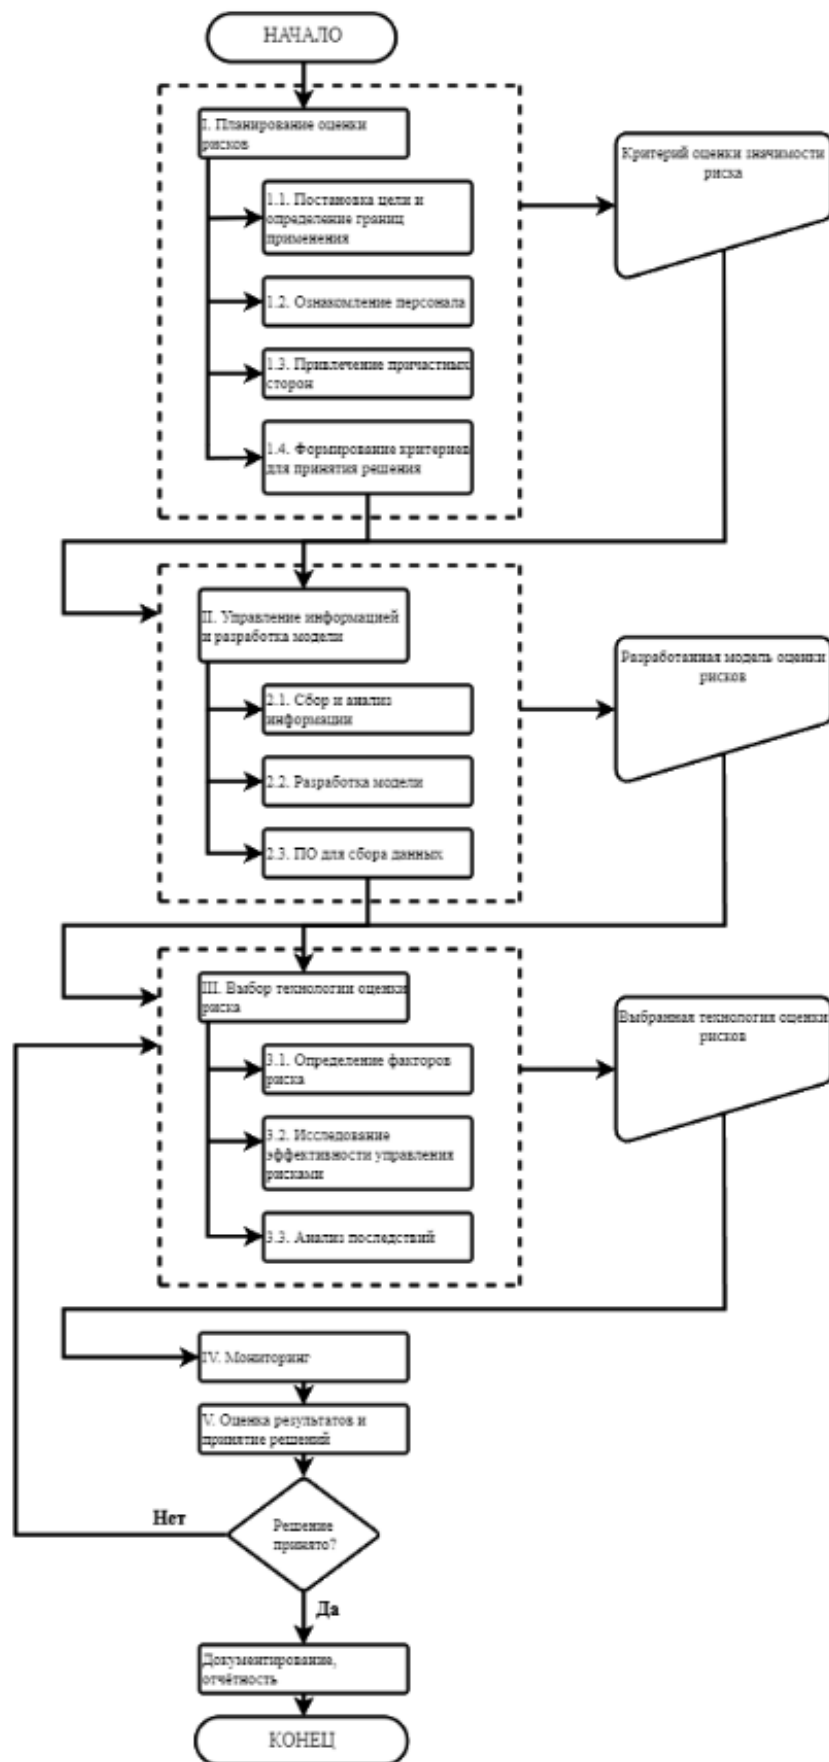 НАЧАЛО
I. Планирование оценки
рисков
Критерий оценки значимости
риска
1.1. Постановка цели и
определение границ
применения
1.2. Ознакомление персонала
1.3. Привлечение причастных
сторон
1.4. Формирование критериев
для принятия решения
II. Управление информацией
и разработка модели
Разработанная модель оценки
рисков
2.1. Сбор и анализ
информации
2.2. Разработка модели
2.3. ПО для сбора данных
III. Выбор технологии оценки
риска
Выбранная технология оценки
рисков
3.1. Определение факторов
риска
3.2. Исследование
эффективности управления
рисками
3.3. Анализ последствий
IV. Мониторинг
V. Оценка результатов и
принятие решений
Нет
Решение
принято?
Да
Документирование,
отчётность
КОНЕЦ